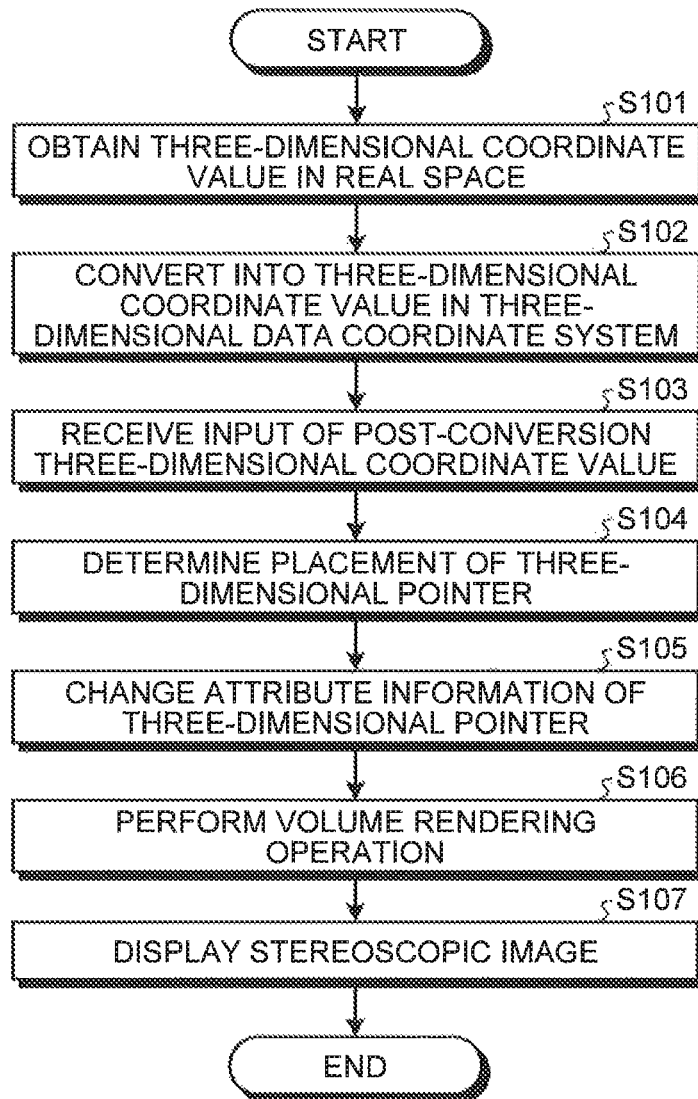 START
S101
OBTAIN THREE-DIMENSIONAL COORDINATE
VALUE IN REAL SPACE
S102
CONVERT INTO THREE-DIMENSIONAL
COORDINATE VALUE IN THREE-
DIMENSIONAL DATA COORDINATE SYSTEM
S103
RECEIVE INPUT OF POST-CONVERSION
THREE-DIMENSIONAL COORDINATE VALUE
S104
DETERMINE PLACEMENT OF THREE-
DIMENSIONAL POINTER
S105
CHANGE ATTRIBUTE INFORMATION OF
THREE-DIMENSIONAL POINTER
S106
PERFORM VOLUME RENDERING
OPERATION
S107
DISPLAY STEREOSCOPIC IMAGE
END